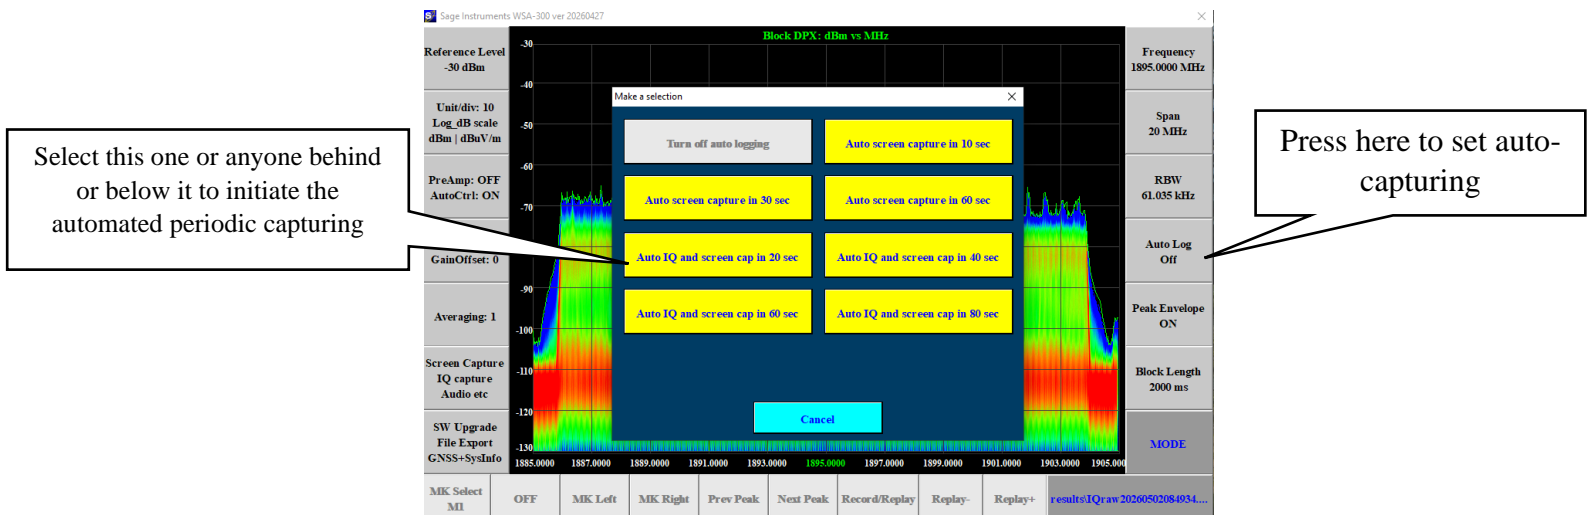 Sage Instruments WSA-300 ver 20260427
Block DPX: dBm vs MHz
Reference Level
-30 dBm
Unit/div: 10
Log_dB scale
dBm | dBuV/m
PreAmp: OFF
AutoCtrl: ON
GainOffset: 0
Averaging: 1
Screen Capture
IQ capture
Audio etc
SW Upgrade
File Export
GNSS+SysInfo
-30
-40
-50
-60
-70
-80
-90
-100
-110
-120
-130
Make a selection
Turn off auto logging
Auto screen capture in 10 sec
Auto screen capture in 30 sec
Auto screen capture in 60 sec
Auto IQ and screen cap in 20 sec
Auto IQ and screen cap in 40 sec
Auto IQ and screen cap in 60 sec
Auto IQ and screen cap in 80 sec
Cancel
Frequency
1895.0000 MHz
Span
20 MHz
RBW
61.035 kHz
Auto Log
Off
Peak Envelope
ON
Block Length
2000 ms
MODE
1885.0000 1887.0000 1889.0000 1891.0000 1893.0000 1895.0000 1897.0000 1899.0000 1901.0000 1903.0000 1905.000
MK Select
M1
OFF
MK Left
MK Right
Prev Peak
Next Peak
Record/Replay
Replay-
Replay+
results\IQraw20260502084934....
Select this one or anyone behind
or below it to initiate the
automated periodic capturing
Press here to set auto-
capturing